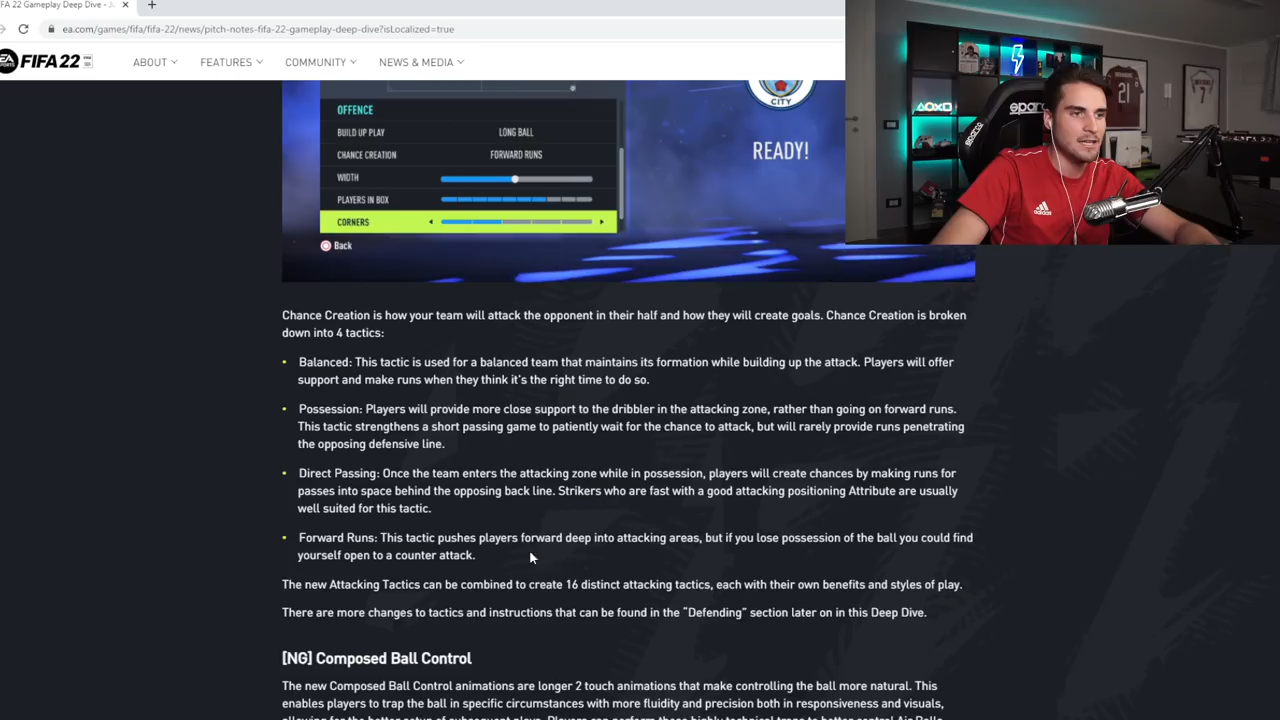 FA 22 Gameplay Deep Dive -
ea.com/games/fifa/fifa-22/news/pitch-notes-fifa-22-gameplay-deep-dive?isLocalized=true
EA SPORTS FIFA 22
ABOUT
FEATURES
COMMUNITY
NEWS & MEDIA
OFFENCE
BUILD UP PLAY LONG BALL
CHANCE CREATION FORWARD RUNS
WIDTH
PLAYERS IN BOX
CORNERS
Back
CITY
READY!
21
7
sparco
Chance Creation is how your team will attack the opponent in their half and how they will create goals. Chance Creation is broken
down into 4 tactics:
• Balanced: This tactic is used for a balanced team that maintains its formation while building up the attack. Players will offer
support and make runs when they think it's the right time to do so.
• Possession: Players will provide more close support to the dribbler in the attacking zone, rather than going on forward runs.
This tactic strengthens a short passing game to patiently wait for the chance to attack, but will rarely provide runs penetrating
the opposing defensive line.
• Direct Passing: Once the team enters the attacking zone while in possession, players will create chances by making runs for
passes into space behind the opposing back line. Strikers who are fast with a good attacking positioning Attribute are usually
well suited for this tactic.
• Forward Runs: This tactic pushes players forward deep into attacking areas, but if you lose possession of the ball you could find
yourself open to a counter attack.
The new Attacking Tactics can be combined to create 16 distinct attacking tactics, each with their own benefits and styles of play.
There are more changes to tactics and instructions that can be found in the "Defending" section later on in this Deep Dive.
[NG] Composed Ball Control
The new Composed Ball Control animations are longer 2 touch animations that make controlling the ball more natural. This
enables players to trap the ball in specific circumstances with more fluidity and precision both in responsiveness and visuals,